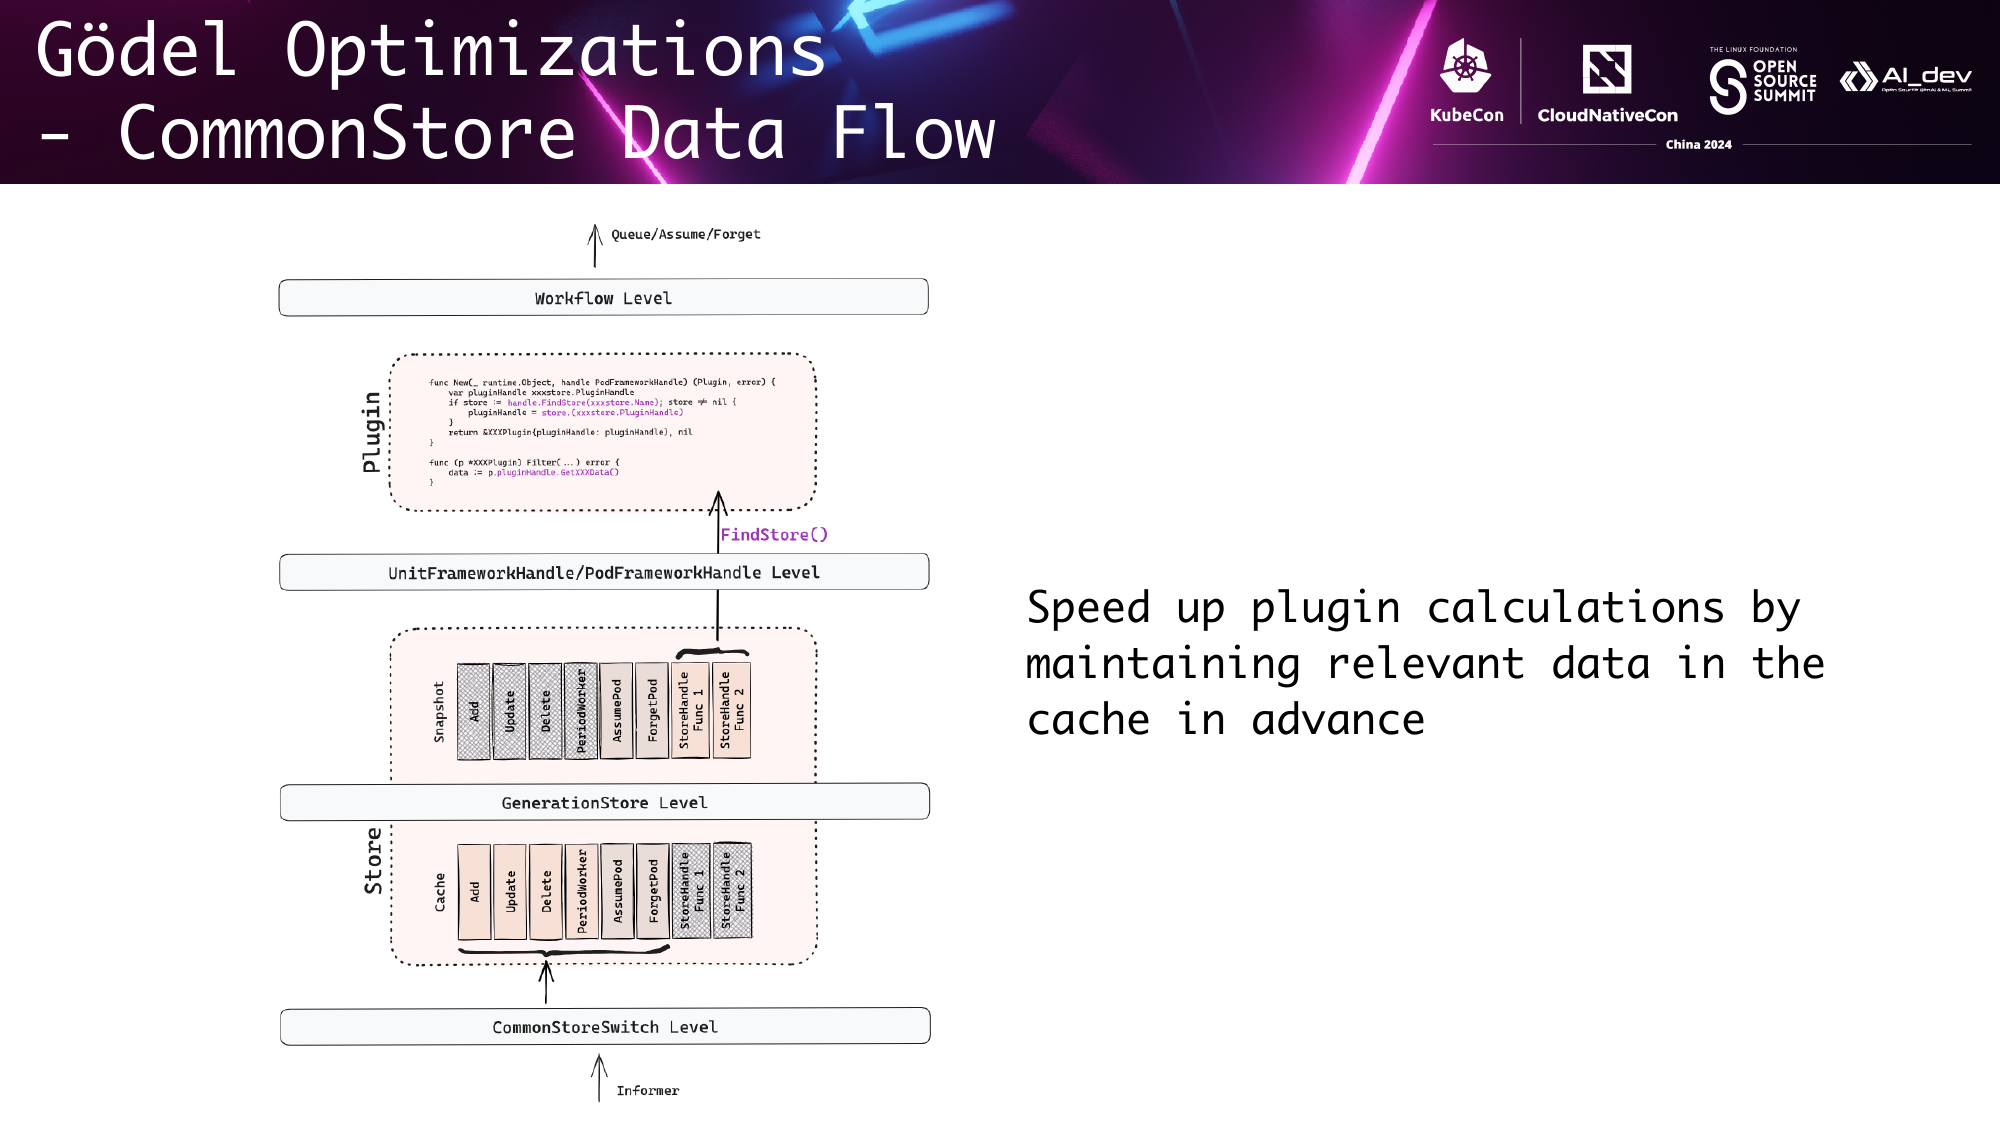 Gödel Optimizations
- CommonStore Data Flow
KubeCon
CloudNativeCon
THE LINUX FOUNDATION
OPEN
SOURCE
SUMMIT
AI_dev
Open Source GenAI & ML Summit
China 2024
Queue/Assume/Forget
Workflow Level
Plugin
func New(_ runtime.Object, handle PodFrameworkHandle) (Plugin, error) {
var pluginHandle xxxstore.PluginHandle
if store := handle.FindStore(xxxstore.Name); store ≠ nil {
pluginHandle = store.(xxxstore.PluginHandle)
}
return &XXXPlugin{pluginHandle: pluginHandle}, nil
}
func (p *XXXPlugin) Filter(...) error {
data := p.pluginHandle.GetXXXData()
}
FindStore()
UnitFrameworkHandle/PodFrameworkHandle Level
Snapshot
Add
Update
Delete
PeriodWorker
AssumePod
ForgetPod
StoreHandle
Func 1
StoreHandle
Func 2
GenerationStore Level
Store
Cache
Add
Update
Delete
PeriodWorker
AssumePod
ForgetPod
StoreHandle
Func 1
StoreHandle
Func 2
CommonStoreSwitch Level
Informer
Speed up plugin calculations by
maintaining relevant data in the
cache in advance